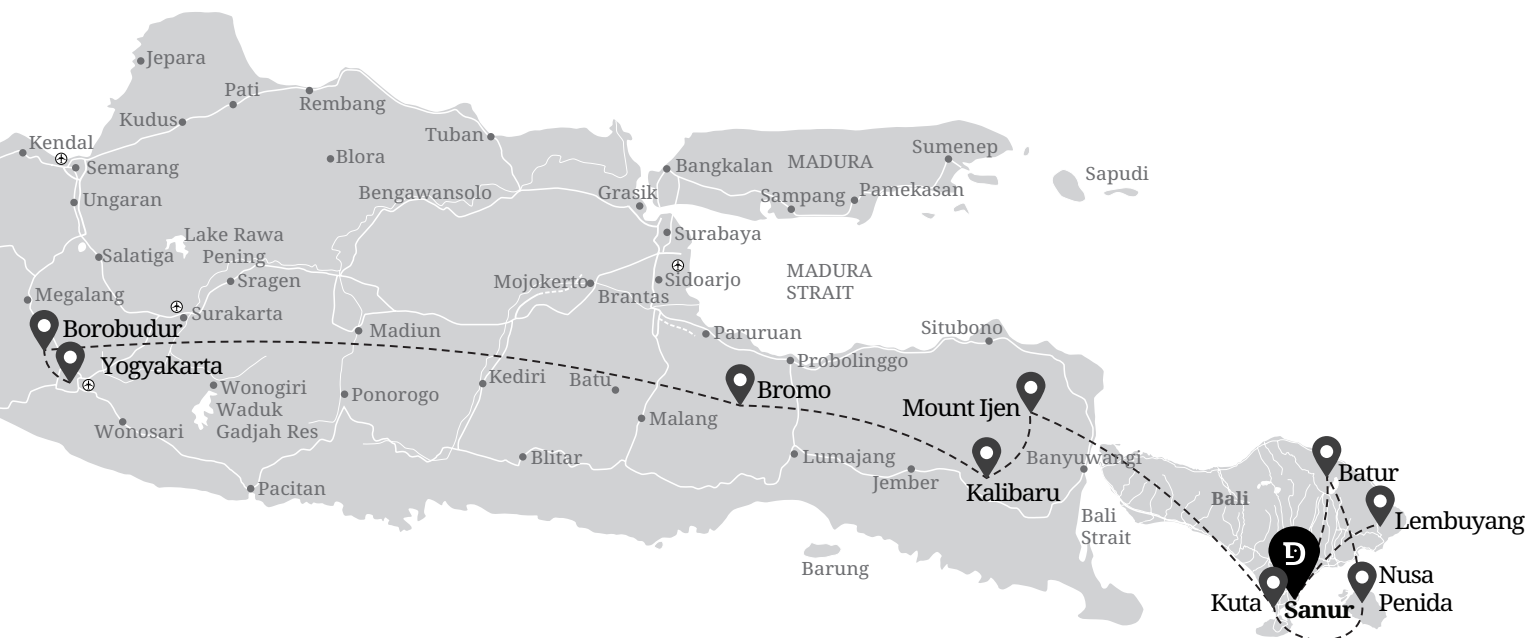 Jepara
Pati
Rembang
Kudus
Tuban
Kendal
Semarang
Blora
Ungaran
Bengawansolo
Grasik
Bangkalan
MADURA
Sumenep
Sampang
Pamekasan
Sapudi
Lake Rawa
Pening
Salatiga
Surabaya
Sragen
Mojokerto
Sidoarjo
MADURA
STRAIT
Megalang
Brantas
Surakarta
Borobudur
Madiun
Paruruan
Situbono
Yogyakarta
Probolinggo
Wonogiri
Kediri
Batu
Bromo
Ponorogo
Waduk
Gadjah Res
Mount Ijen
Wonosari
Malang
Blitar
Lumajang
Banyuwangi
Batur
Jember
Kalibaru
Pacitan
Bali
Bali
Strait
Lembuyang
D
Barung
Nusa
Penida
Kuta
Sanur